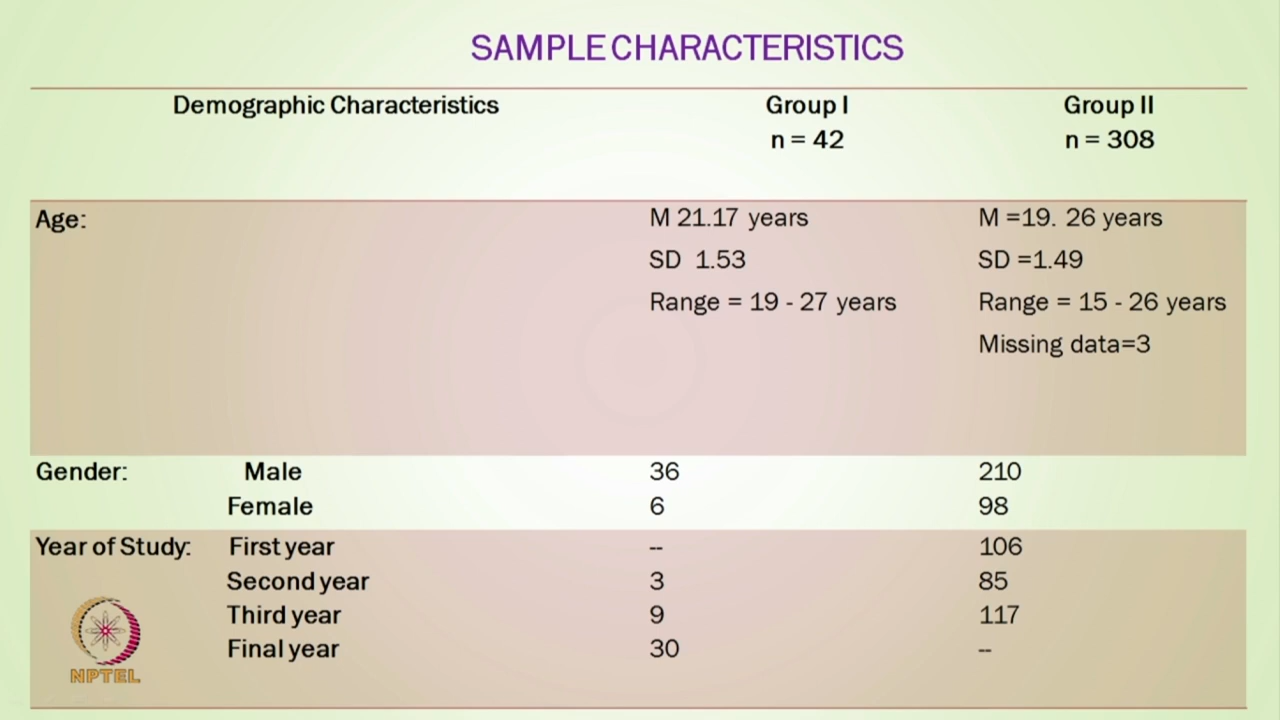 SAMPLE CHARACTERISTICS
Demographic Characteristics Group I Group II
n = 42 n = 308
Age: M 21.17 years M =19. 26 years
SD 1.53 SD =1.49
Range = 19 - 27 years Range = 15 - 26 years
Missing data=3
Gender: Male 36 210
Female 6 98
Year of Study: First year -- 106
Second year 3 85
Third year 9 117
Final year 30 --
NPTEL